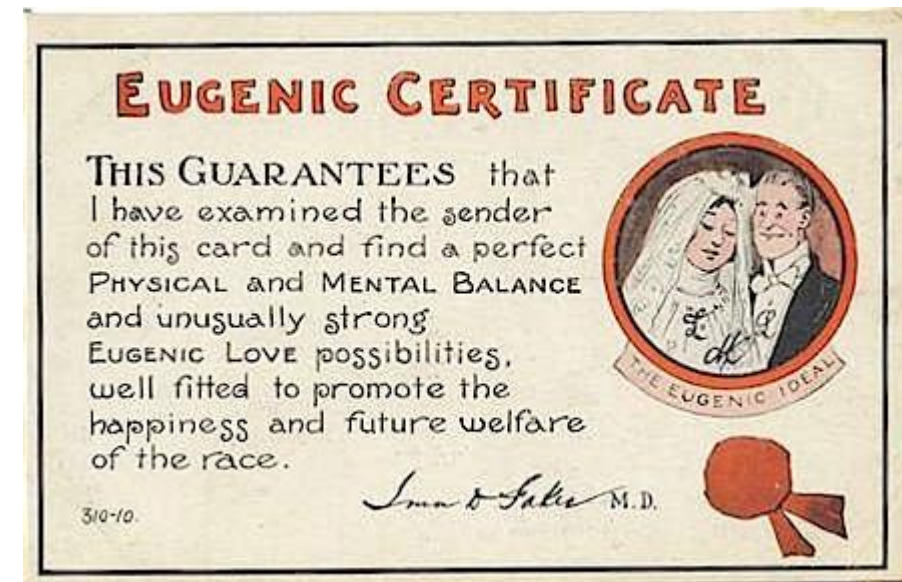 EUGENIC CERTIFICATE
THIS GUARANTEES that
I have examined the sender
of this card and find a perfect
PHYSICAL and MENTAL BALANCE
and unusually strong
EUGENIC LOVE possibilities,
well fitted to promote the
happiness and future welfare
of the race.
THE EUGENIC IDEAL
M.D.
310-10.